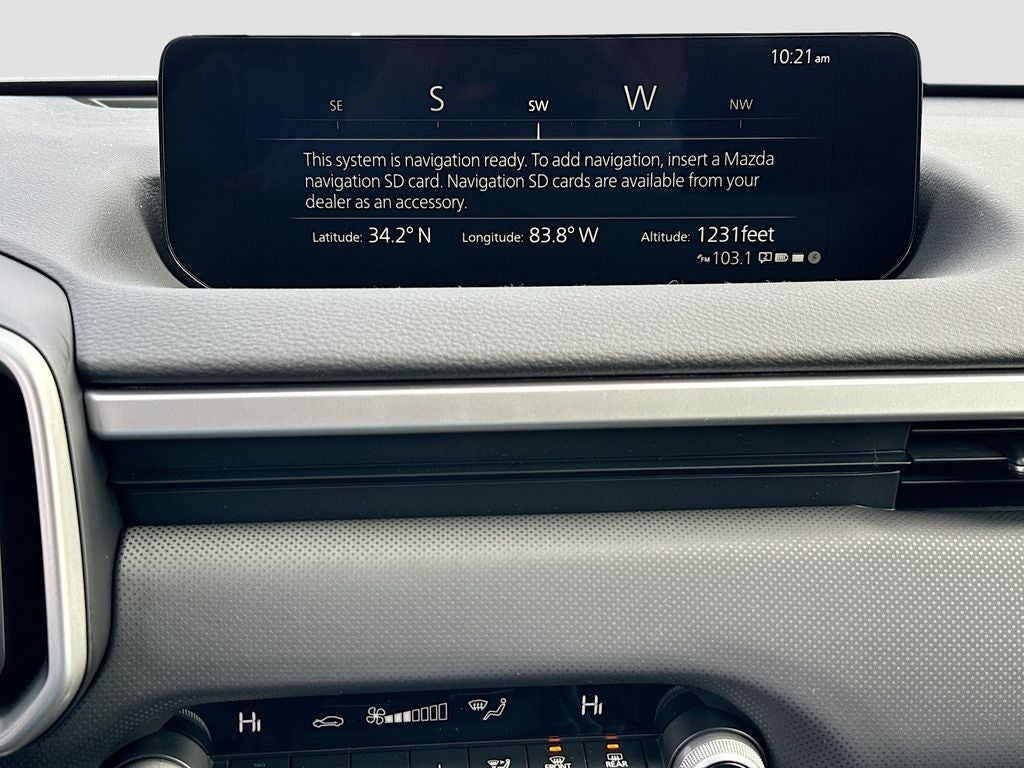 10:21am
SE S SW W NW
This system is navigation ready. To add navigation, insert a Mazda
navigation SD card. Navigation SD cards are available from your
dealer as an accessory.
Latitude: 34.2° N Longitude: 83.8° W Altitude: 1231feet
FM 103.1
HI HI
FRONT REAR